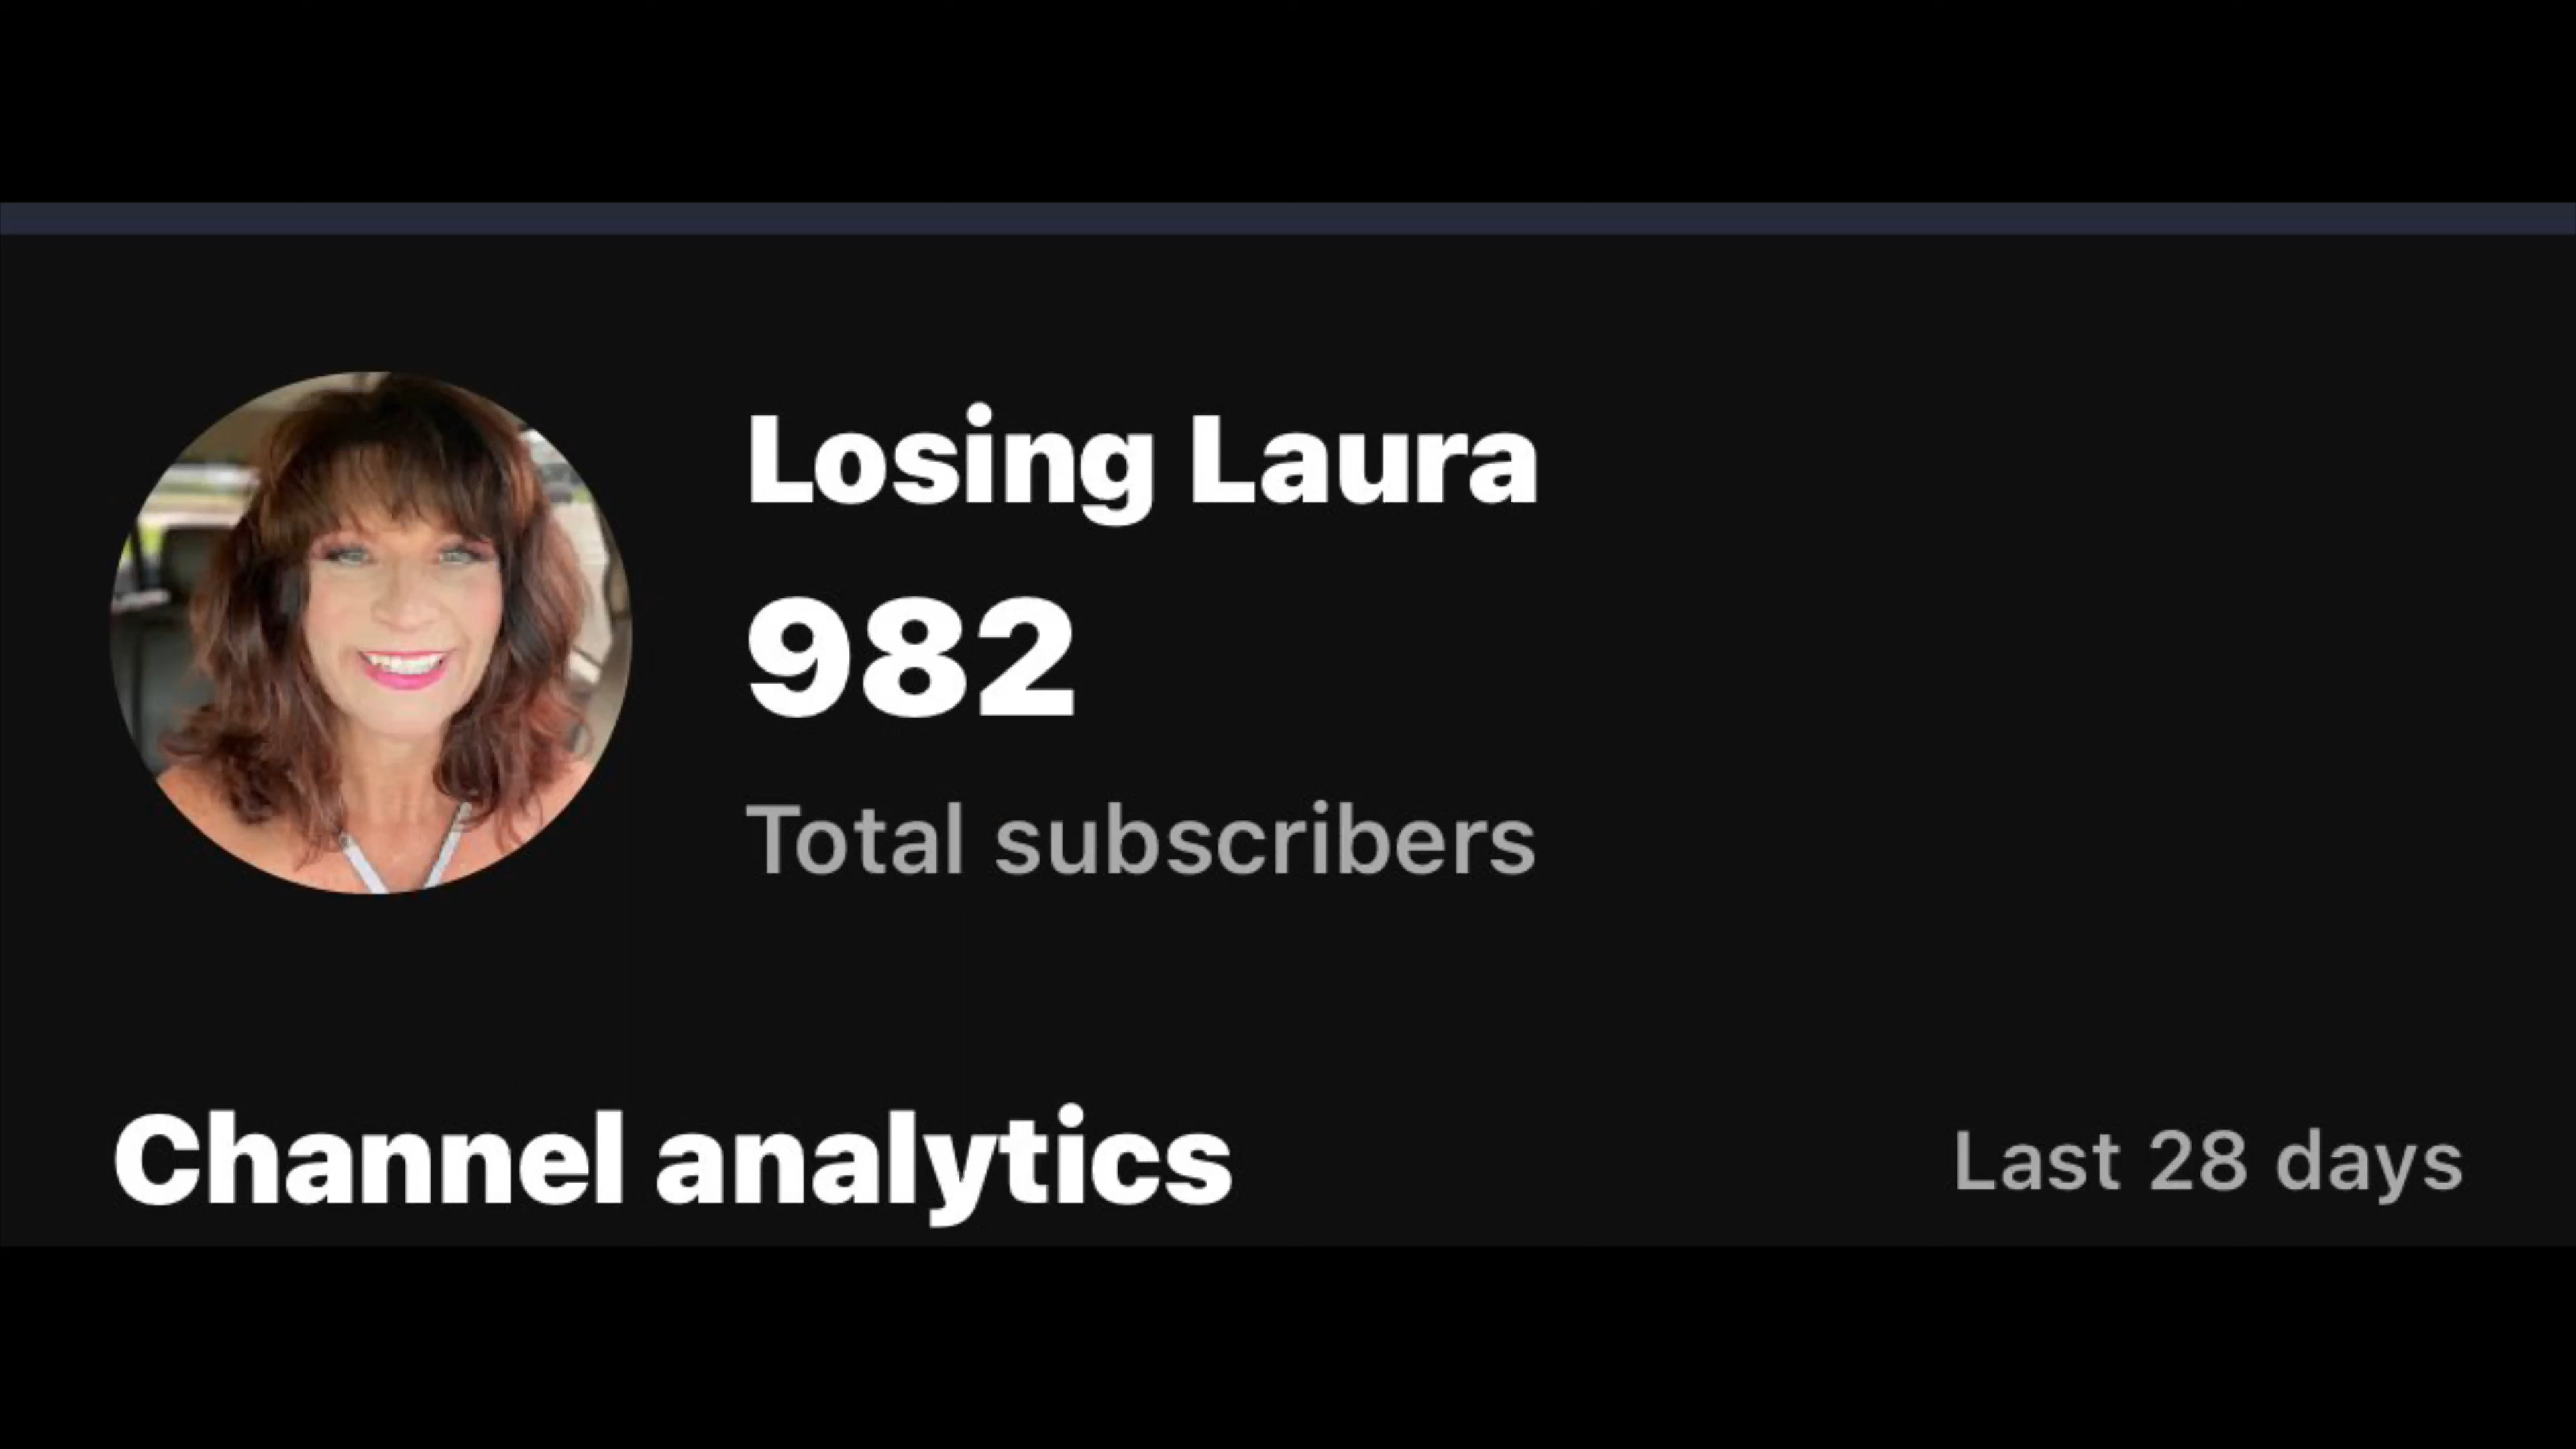 Losing Laura
982
Total subscribers
Channel analytics
Last 28 days